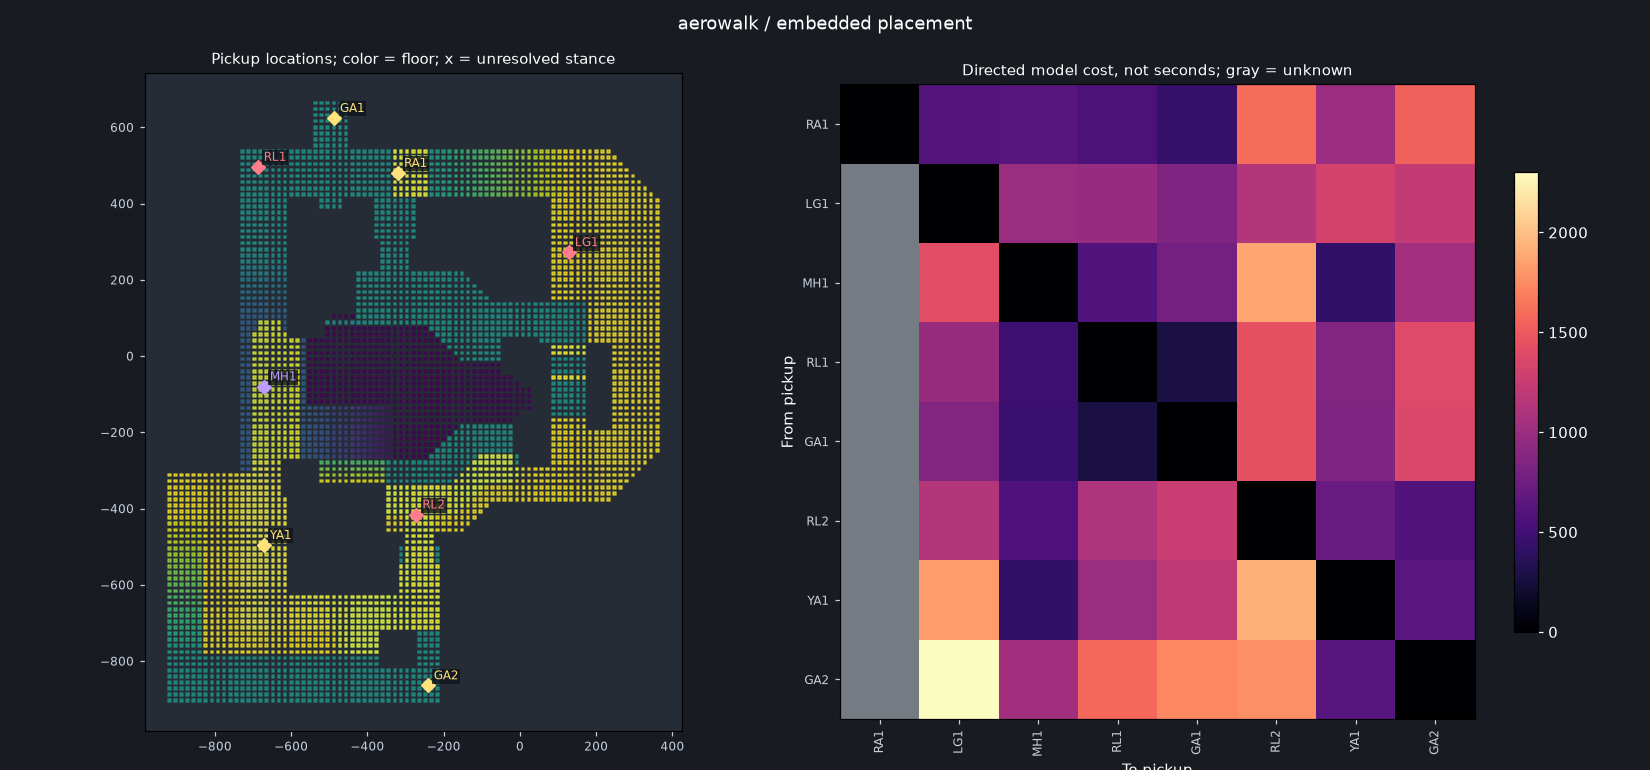 aerowalk / embedded placement
Pickup locations; color = floor; x = unresolved stance
GA1
RL1
RA1
LG1
MH1
RL2
YA1
GA2
600
400
200
0
−200
−400
−600
−800
−800
−600
−400
−200
0
200
400
Directed model cost, not seconds; gray = unknown
From pickup
RA1
LG1
MH1
RL1
GA1
RL2
YA1
GA2
RA1
LG1
MH1
RL1
GA1
RL2
YA1
GA2
To pickup
2000
1500
1000
500
0